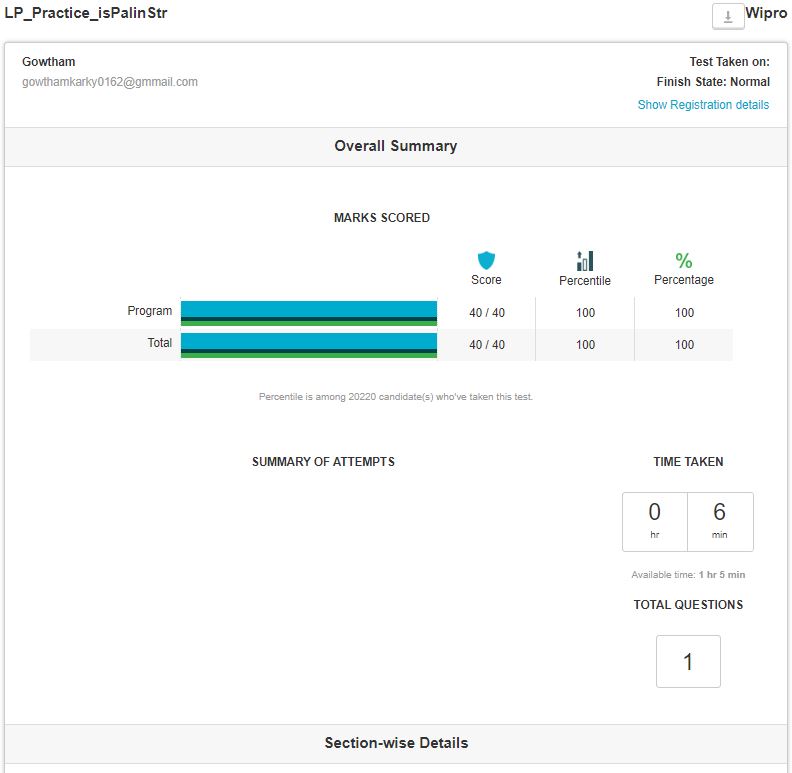 LP_Practice_isPalinStr
Wipro
Gowtham
Test Taken on:
gowthamkarky0162@gmmail.com
Finish State: Normal
Show Registration details
Overall Summary
MARKS SCORED
%
Score Percentile Percentage
Program 40 / 40 100 100
Total 40 / 40 100 100
Percentile is among 20220 candidate(s) who've taken this test.
SUMMARY OF ATTEMPTS
TIME TAKEN
0 6
hr min
Available time: 1 hr 5 min
TOTAL QUESTIONS
1
Section-wise Details